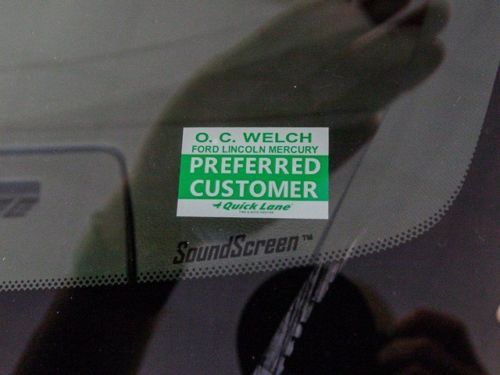 O. C. WELCH
FORD LINCOLN MERCURY
PREFERRED
CUSTOMER
Quick Lane
SoundScreen™